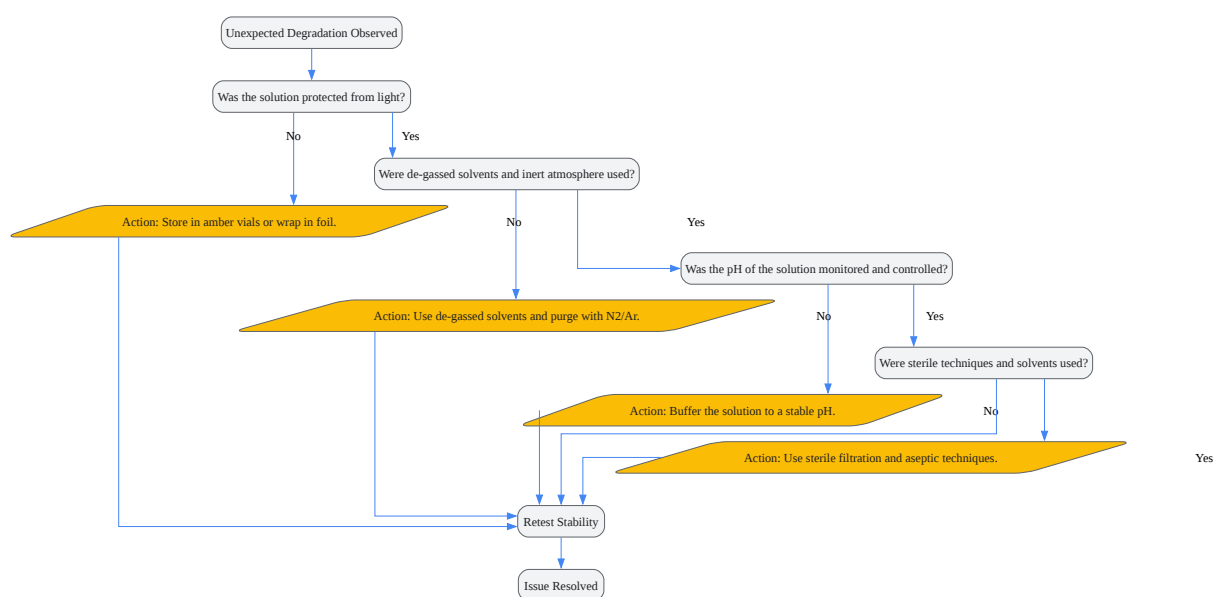 Unexpected Degradation Observed
Was the solution protected from light?
No
Yes
Were de-gassed solvents and inert atmosphere used?
Action: Store in amber vials or wrap in foil.
No
Yes
Was the pH of the solution monitored and controlled?
Action: Use de-gassed solvents and purge with N2/Ar.
No
Yes
Were sterile techniques and solvents used?
Action: Buffer the solution to a stable pH.
No
Action: Use sterile filtration and aseptic techniques.
Yes
Retest Stability
Issue Resolved